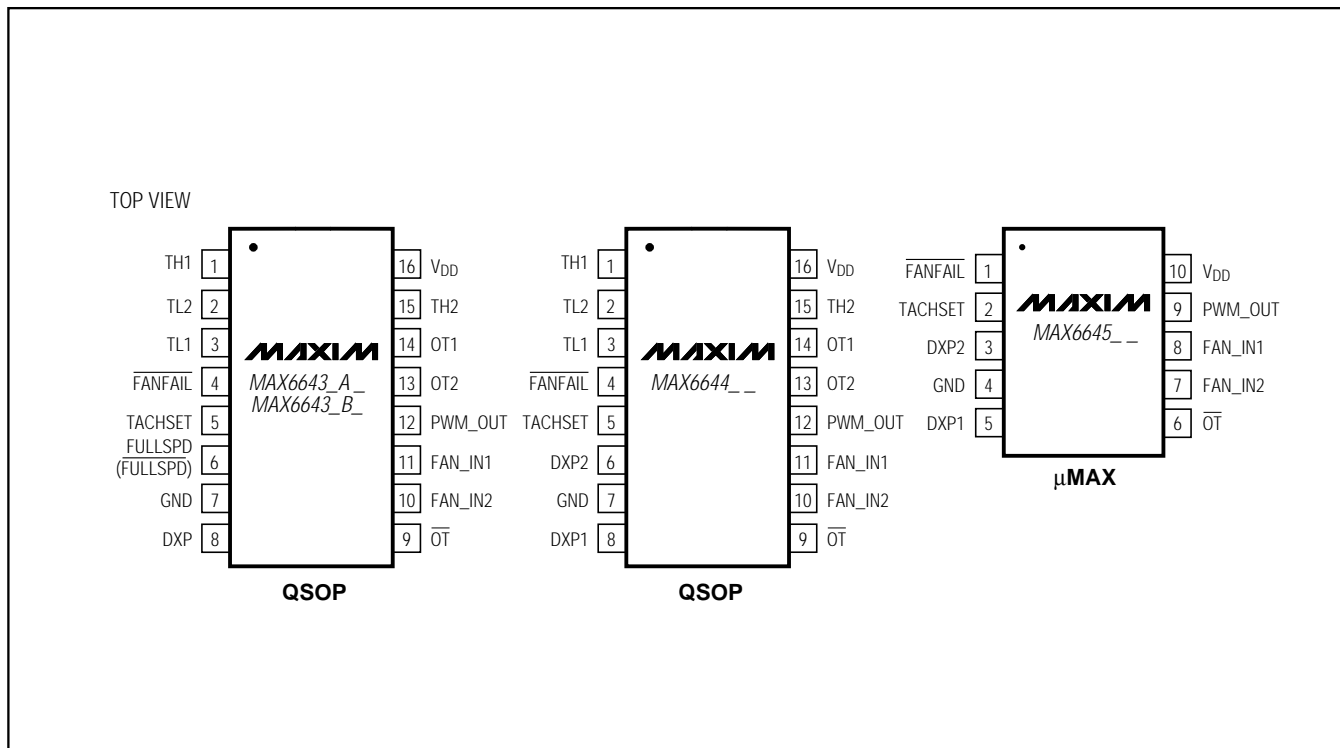 TOP VIEW
TH1 1
TL2 2
TL1 3
FANFAIL 4
TACHSET 5
FULLSPD
(FULLSPD) 6
GND 7
DXP 8
MAXIM
MAX6643_A_
MAX6643_B_
16 VDD
15 TH2
14 OT1
13 OT2
12 PWM_OUT
11 FAN_IN1
10 FAN_IN2
9 OT
QSOP
TH1 1
TL2 2
TL1 3
FANFAIL 4
TACHSET 5
DXP2 6
GND 7
DXP1 8
MAXIM
MAX6644_ _
16 VDD
15 TH2
14 OT1
13 OT2
12 PWM_OUT
11 FAN_IN1
10 FAN_IN2
9 OT
QSOP
FANFAIL 1
TACHSET 2
DXP2 3
GND 4
DXP1 5
MAXIM
MAX6645_ _
10 VDD
9 PWM_OUT
8 FAN_IN1
7 FAN_IN2
6 OT
μMAX